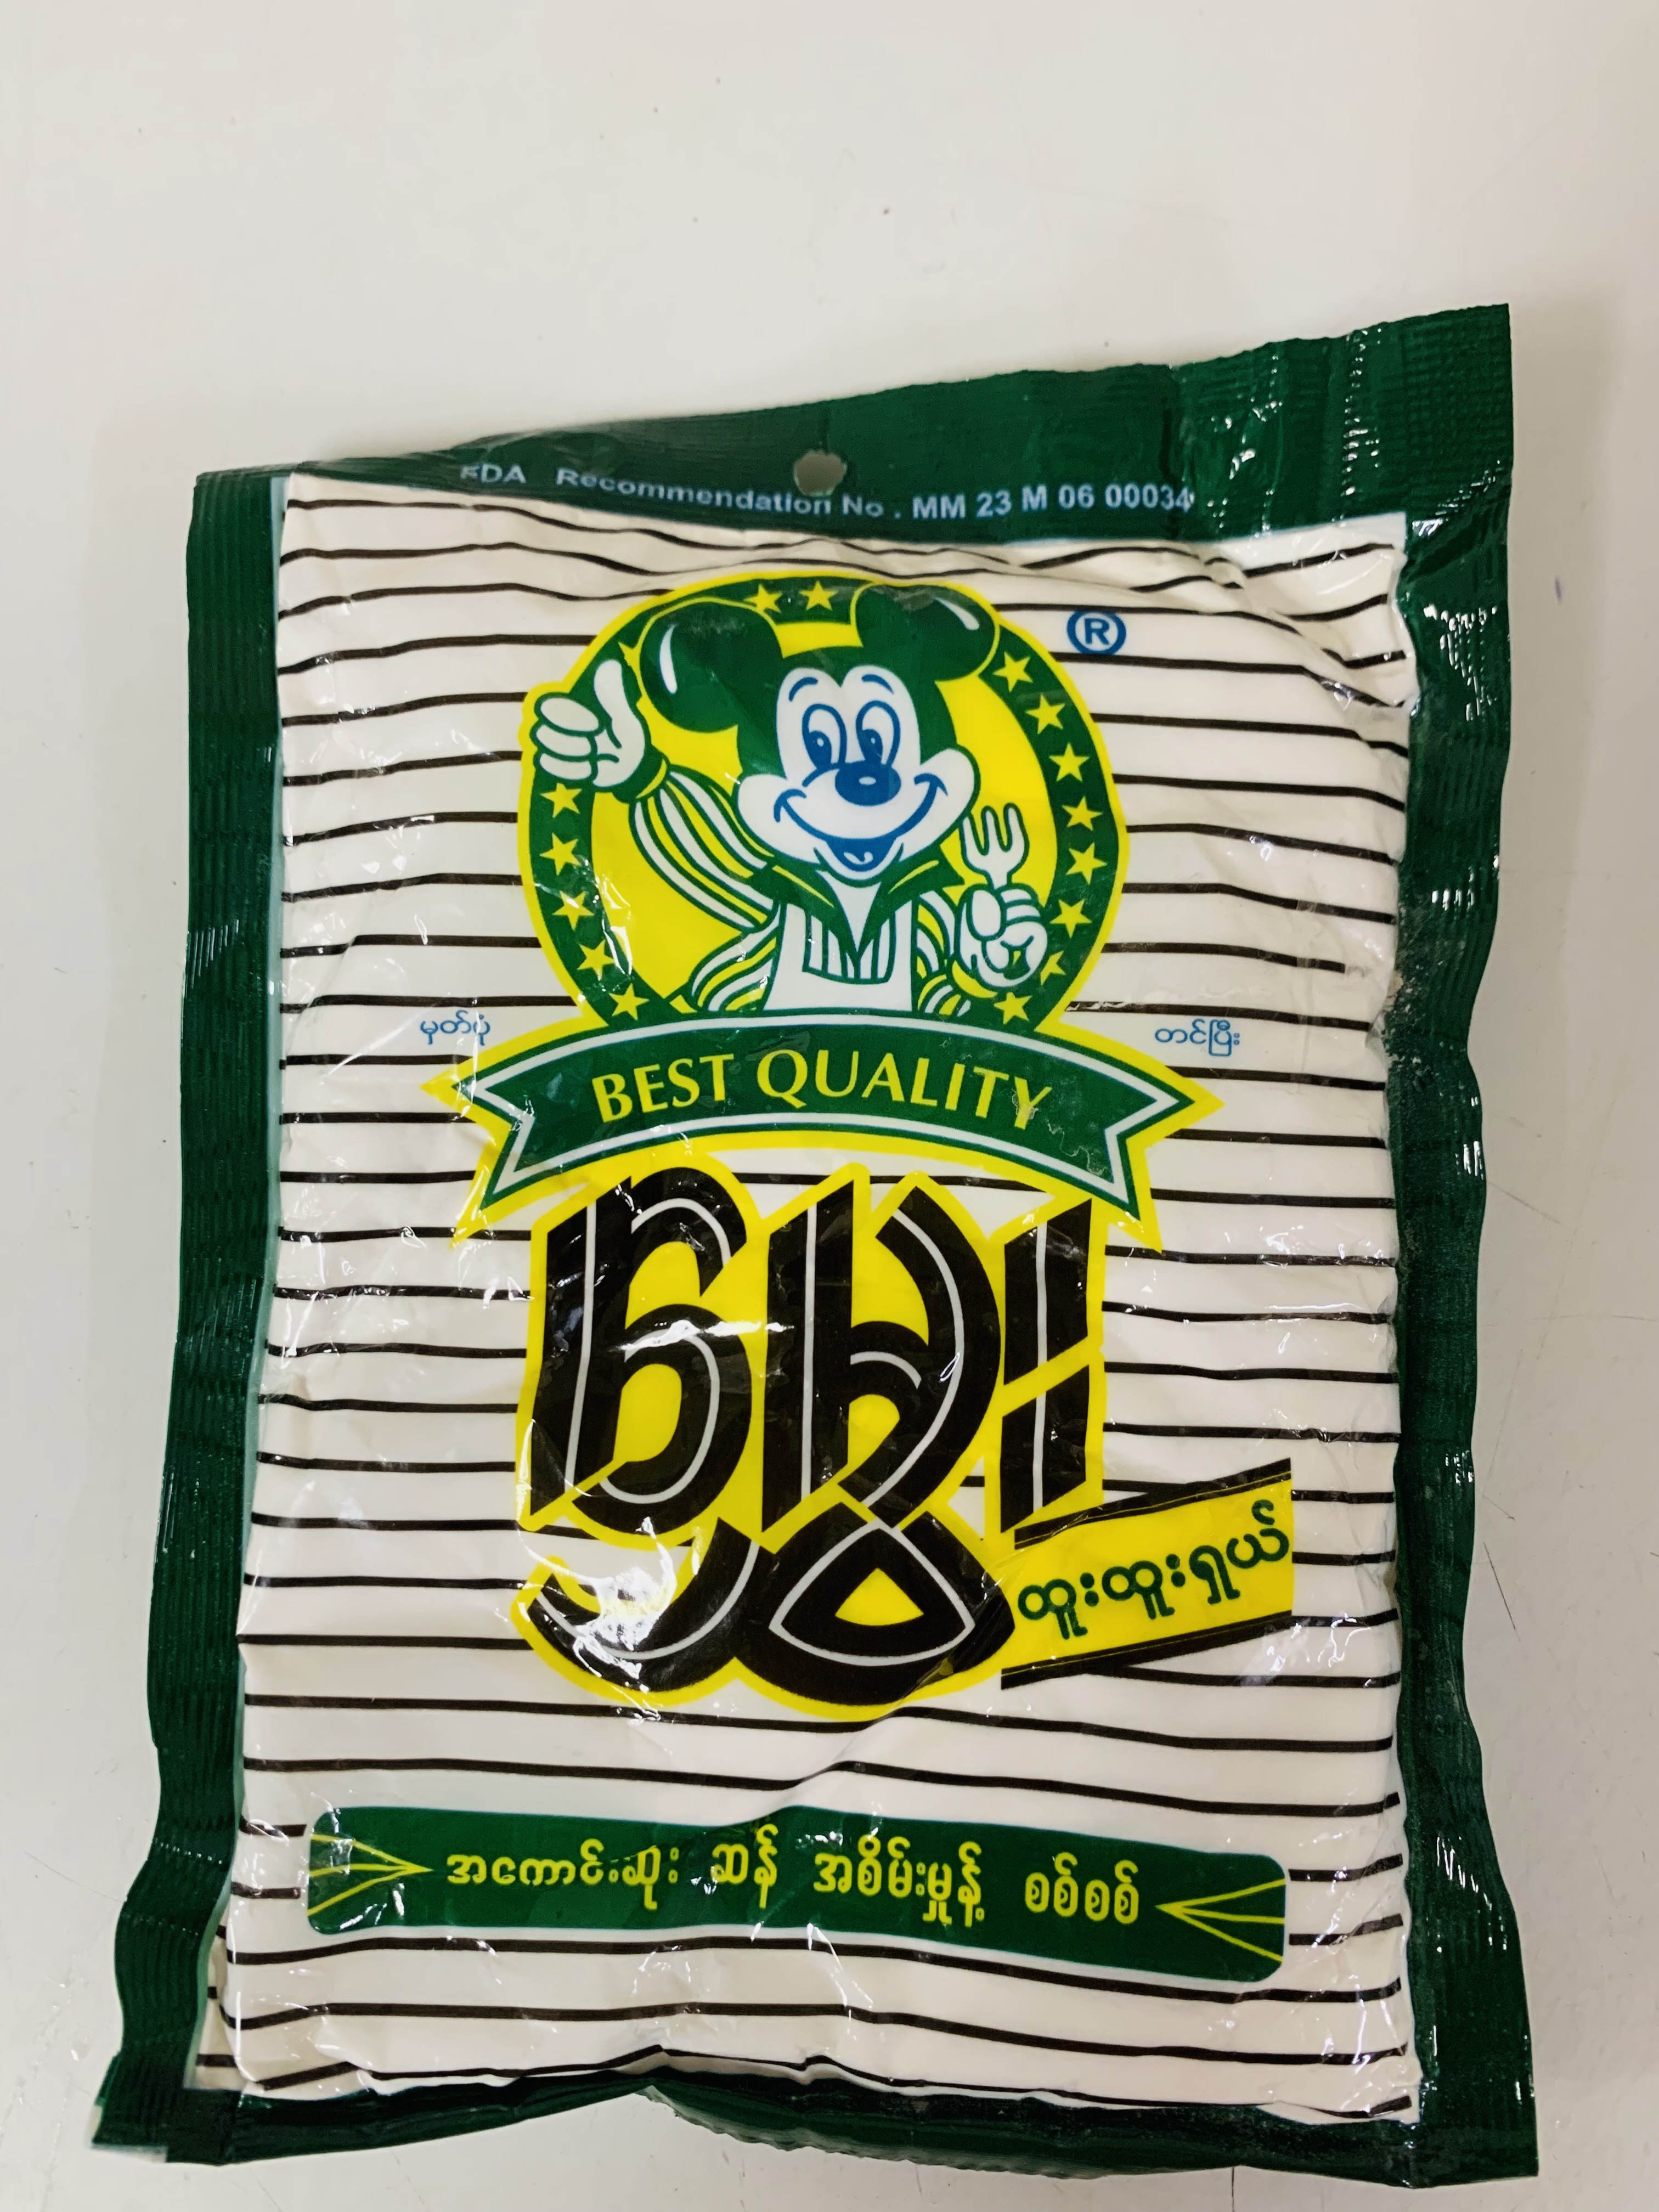 FDA Recommendation No . MM 23 M 06 00034
®
မှတ်ပုံ တင်ပြီး
BEST QUALITY
ထူးထူးရှယ်
အကောင်းဆုံး ဆန် အစိမ်းမှုန့် စစ်စစ်